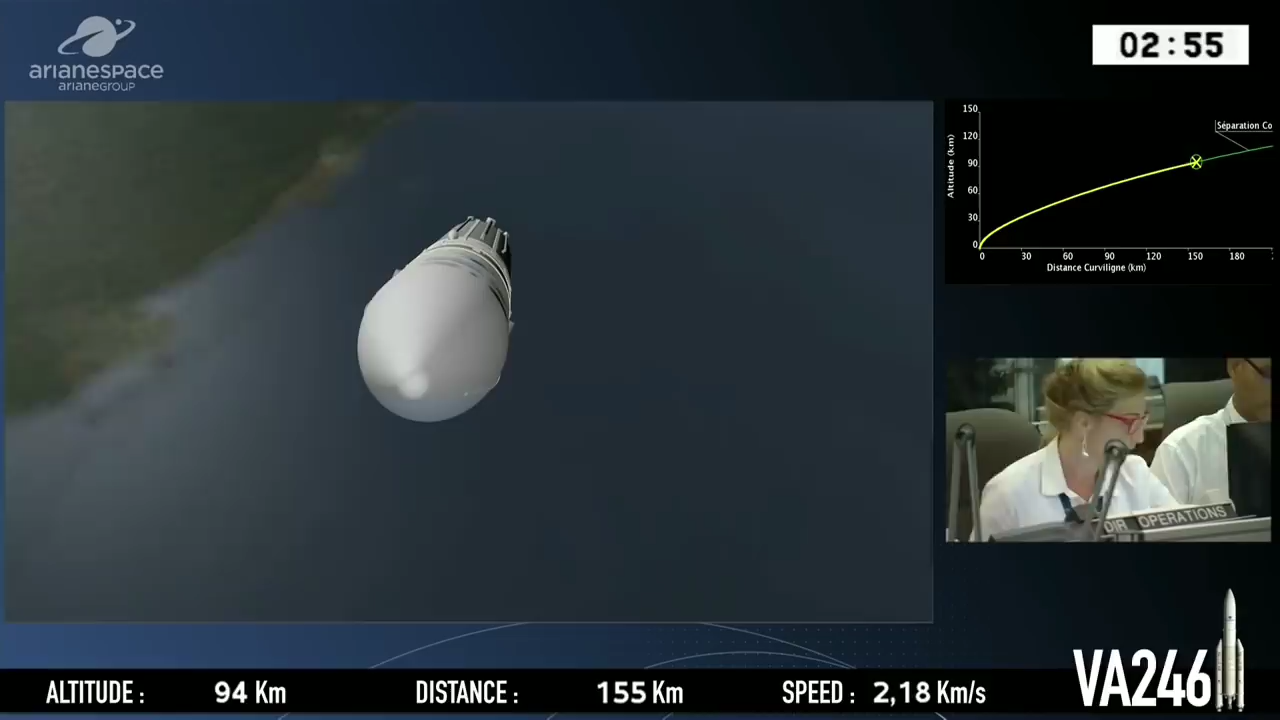 arianespace
arianeGROUP
02:55
150
120
90
60
30
0
Altitude (km)
Séparation Co
0 30 60 90 120 150 180
Distance Curviligne (km)
DIR OPERATIONS
VA246
ALTITUDE : 94 Km DISTANCE : 155 Km SPEED : 2,18 Km/s